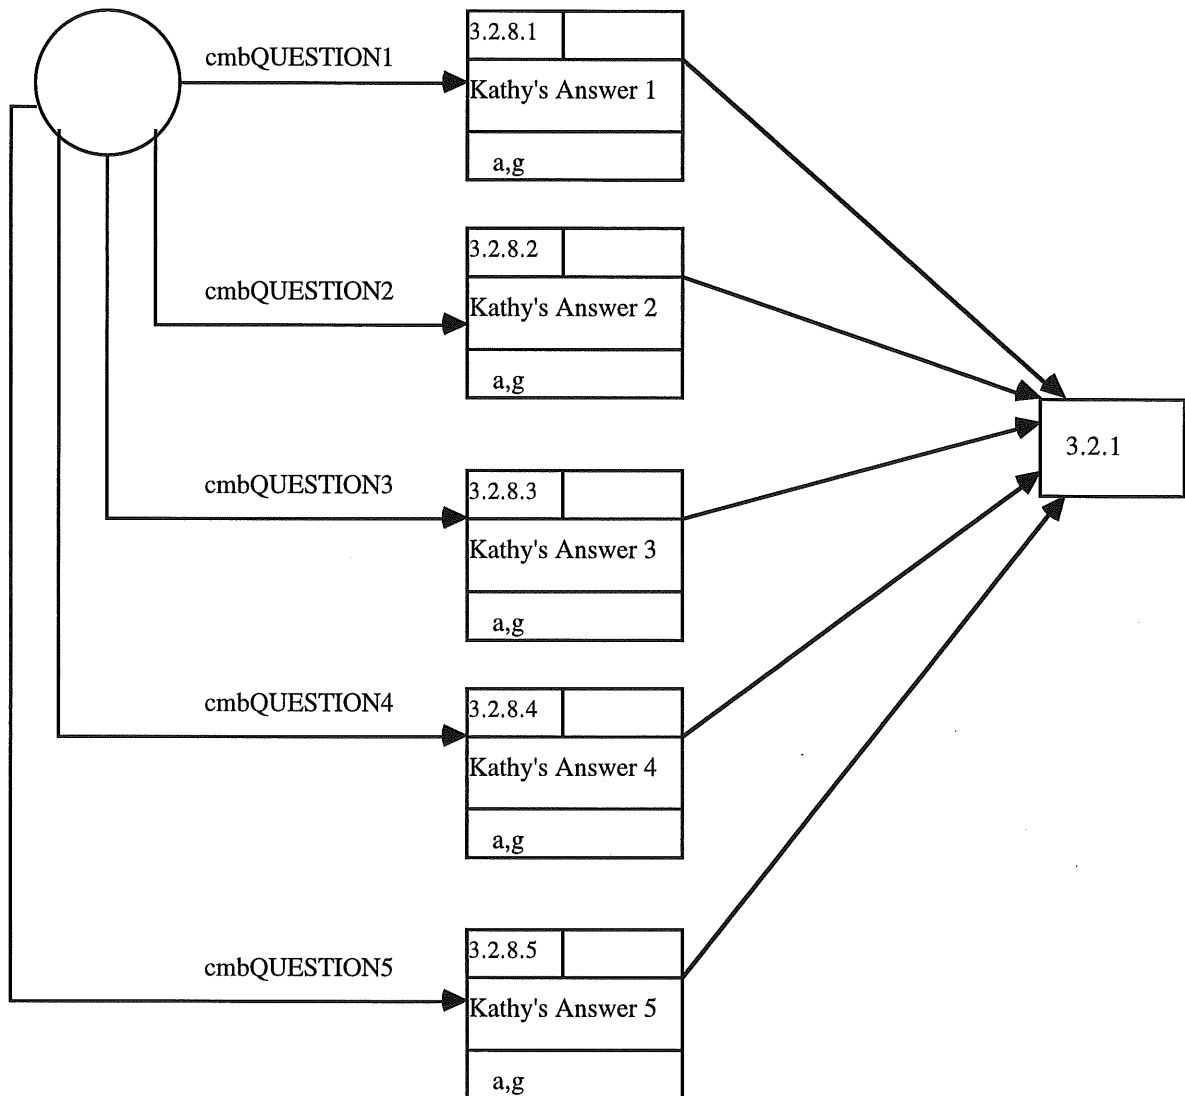 cmbQUESTION1
3.2.8.1
Kathy's Answer 1
a,g
cmbQUESTION2
3.2.8.2
Kathy's Answer 2
a,g
3.2.1
cmbQUESTION3
3.2.8.3
Kathy's Answer 3
a,g
cmbQUESTION4
3.2.8.4
Kathy's Answer 4
a,g
cmbQUESTION5
3.2.8.5
Kathy's Answer 5
a,g